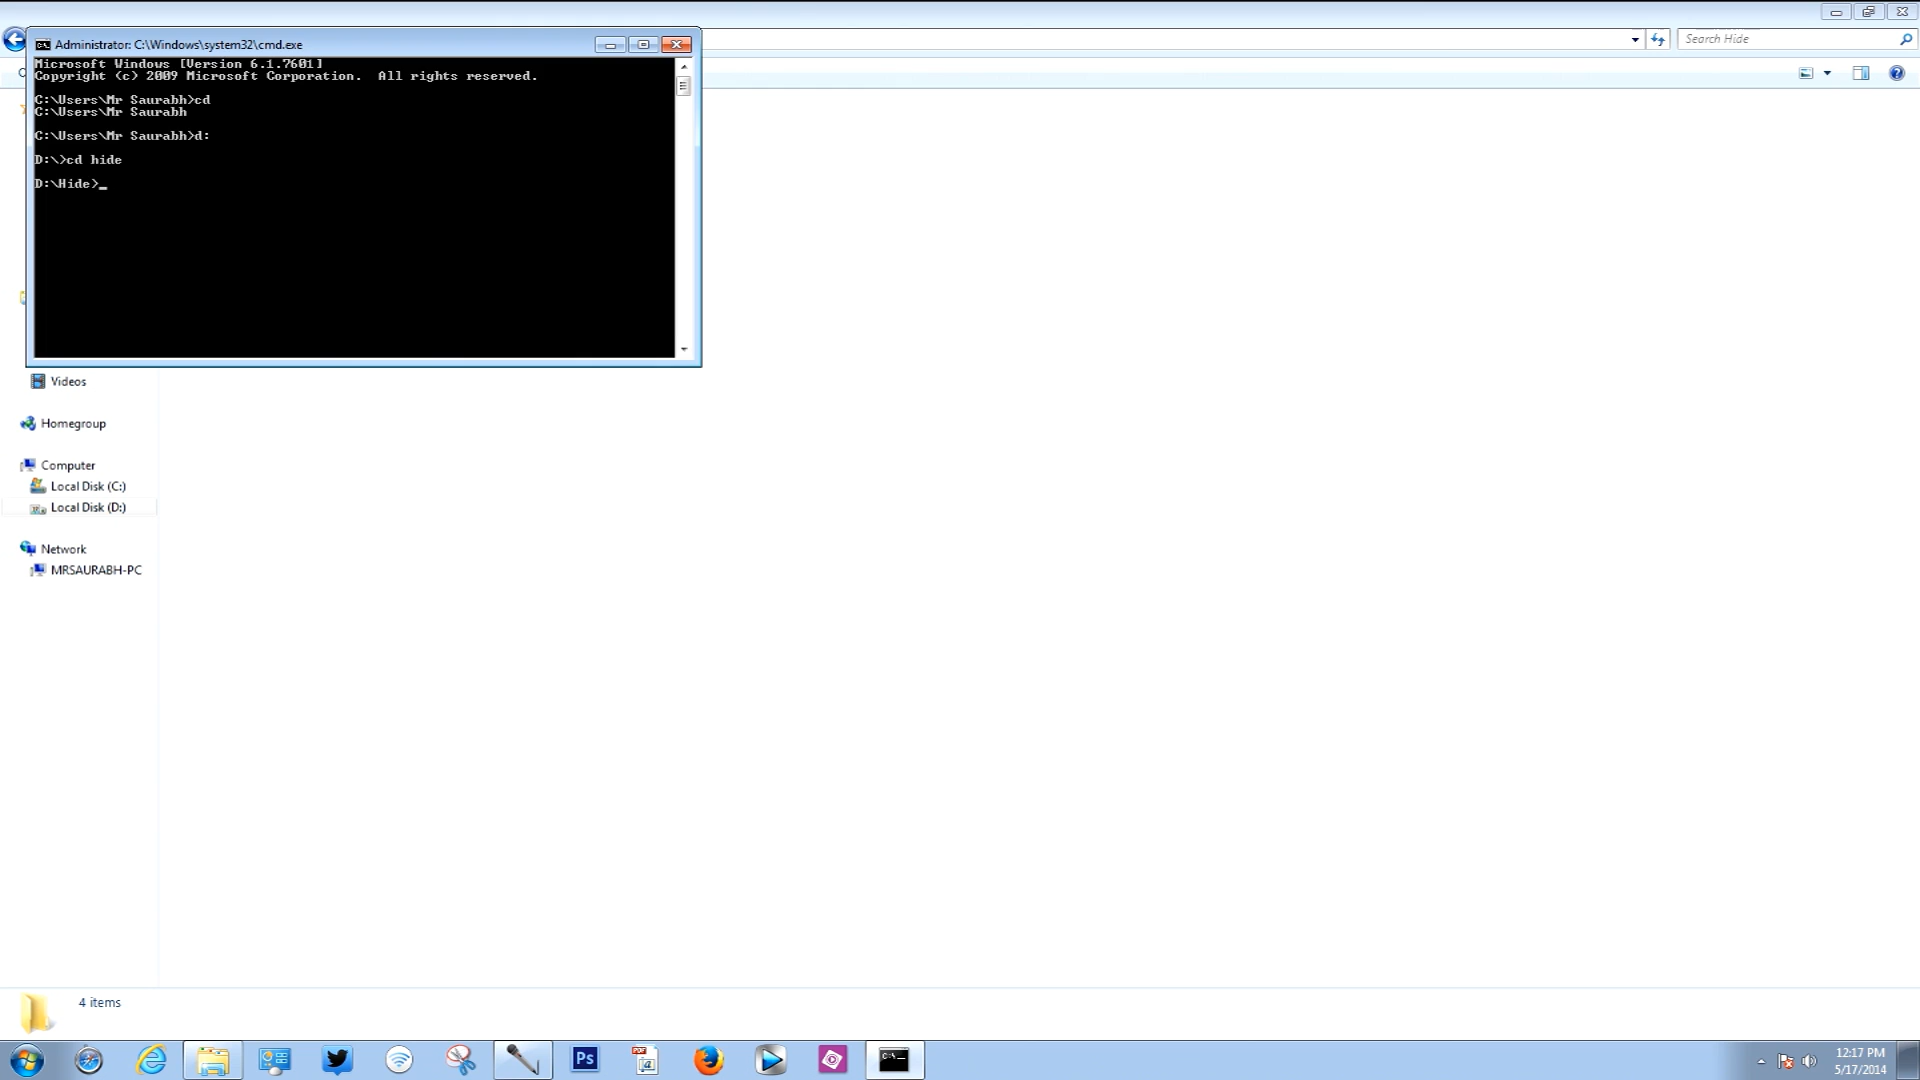 Administrator: C:\Windows\system32\cmd.exe
Search Hide
Microsoft Windows [Version 6.1.7601]
Copyright (c) 2009 Microsoft Corporation.  All rights reserved.
C:\Users\Mr Saurabh>cd
C:\Users\Mr Saurabh
C:\Users\Mr Saurabh>d:
D:\>cd hide
D:\Hide>_
Videos
Homegroup
Computer
Local Disk (C:)
Local Disk (D:)
Network
MRSAURABH-PC
4 items
Ps
PDF
C:\_
12:17 PM
5/17/2014